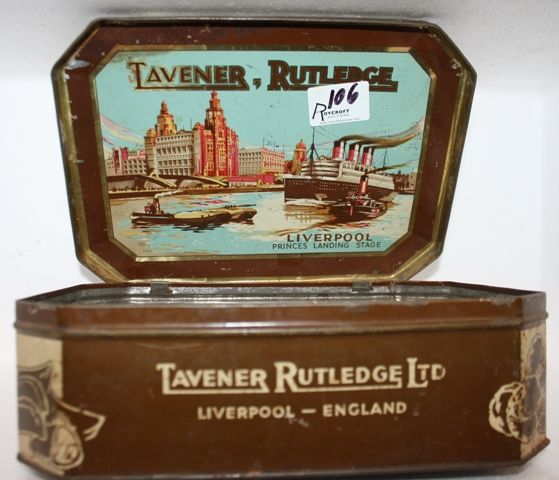 TAVENER, RUTLEDGE
106
ROYCROFT
LIVERPOOL
PRINCES LANDING STAGE
TAVENER RUTLEDGE LTD
LIVERPOOL — ENGLAND